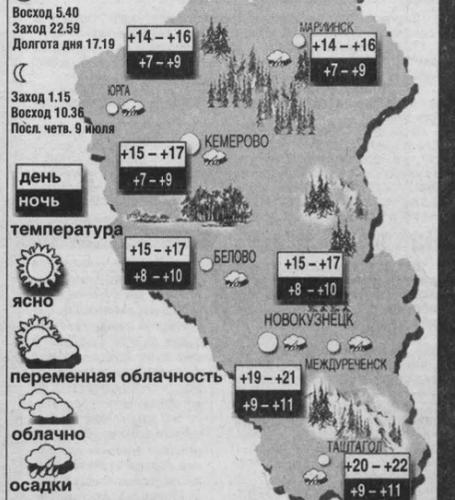 Восход 5.40
Заход 22.59
Долгота дня 17.19
Заход 1.15
Восход 10.36
Посл. четв. 9 июля
день
ночь
температура
ясно
переменная облачность
облачно
осадки
+14 – +16
+7 – +9
МАРИИНСК
+14 – +16
+7 – +9
ЮРГА
КЕМЕРОВО
+15 – +17
+7 – +9
+15 – +17
+8 – +10
БЕЛОВО
+15 – +17
+8 – +10
НОВОКУЗНЕЦК
МЕЖДУРЕЧЕНСК
+19 – +21
+9 – +11
ТАШТАГОЛ
+20 – +22
+9 – +11